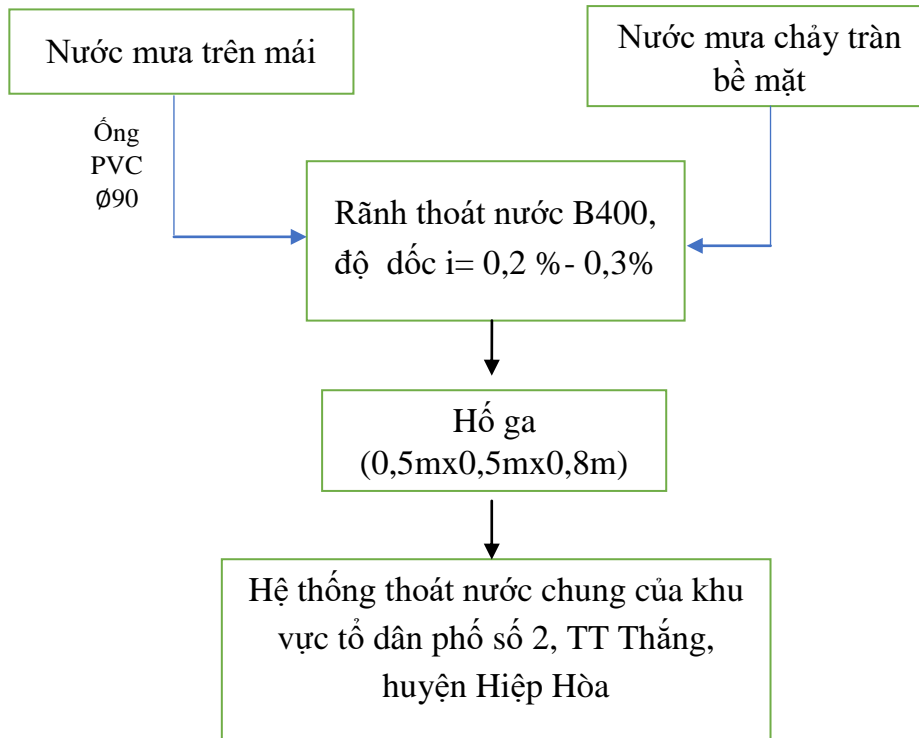 Nước mưa trên mái
Nước mưa chảy tràn
bề mặt
Ống
PVC
Ø90
Rãnh thoát nước B400,
độ dốc i= 0,2 %- 0,3%
Hố ga
(0,5mx0,5mx0,8m)
Hệ thống thoát nước chung của khu
vực tổ dân phố số 2, TT Thắng,
huyện Hiệp Hòa